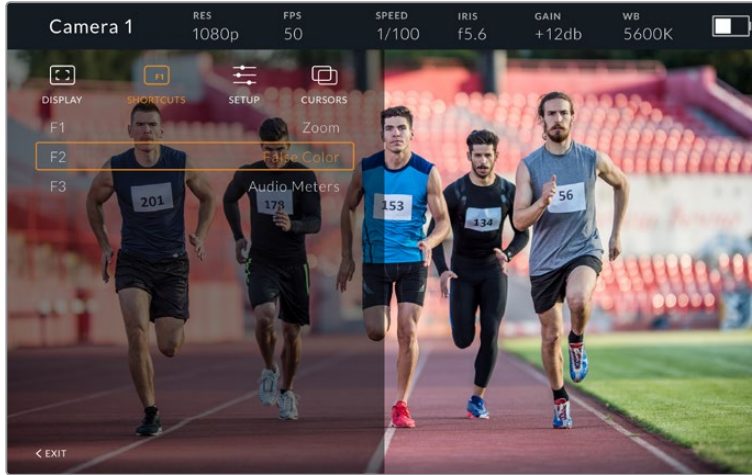 Camera 1
RES FPS SPEED IRIS GAIN WB
1080p 50 1/100 f5.6 +12db 5600K
F1
DISPLAY SHORTCUTS SETUP CURSORS
F1 Zoom
F2 False Color
F3 Audio Meters
201 178 153 134 56
< EXIT